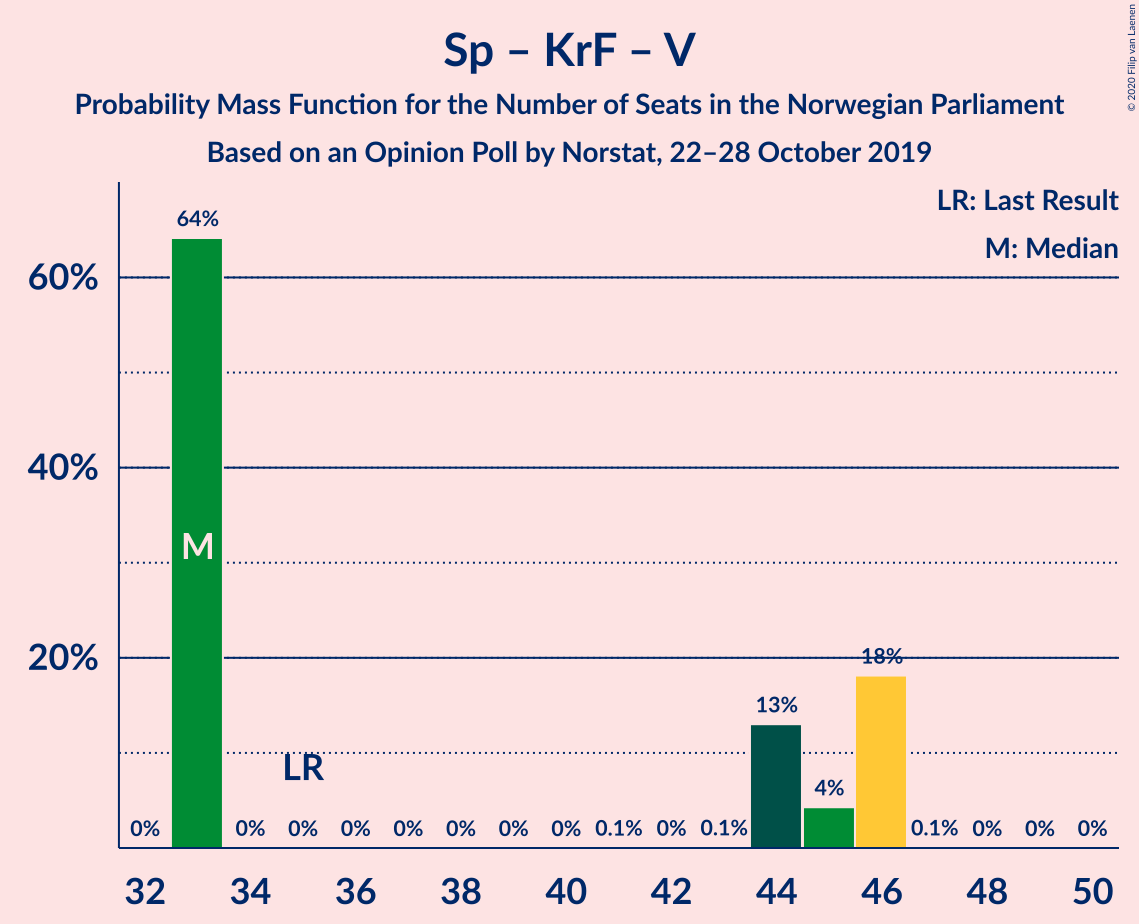 Sp – KrF – V
Probability Mass Function for the Number of Seats in the Norwegian Parliament
Based on an Opinion Poll by Norstat, 22–28 October 2019
© 2020 Filip van Laenen
LR: Last Result
M: Median
60%
40%
20%
64%
M
LR
18%
13%
4%
0% 0% 0% 0% 0% 0% 0% 0% 0.1% 0% 0.1% 0.1% 0% 0% 0%
32 34 36 38 40 42 44 46 48 50